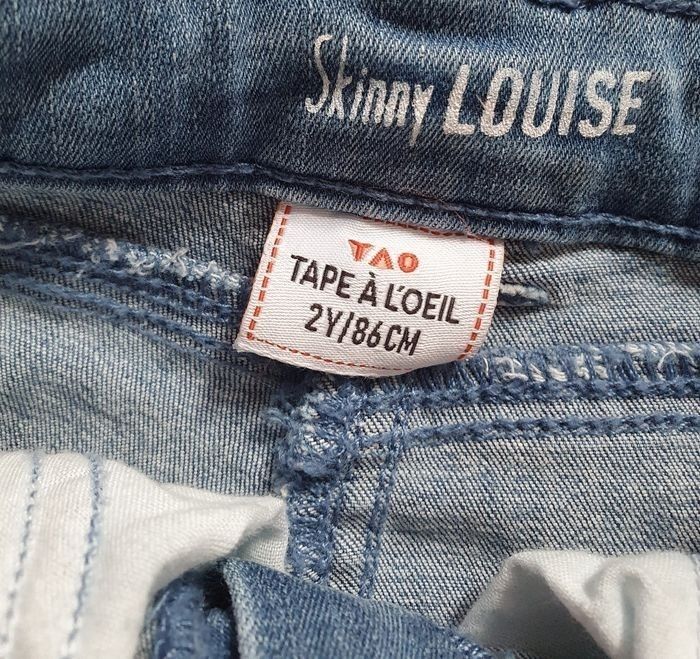 Skinny LOUISE
TAO
TAPE À L'OEIL
2Y/86CM